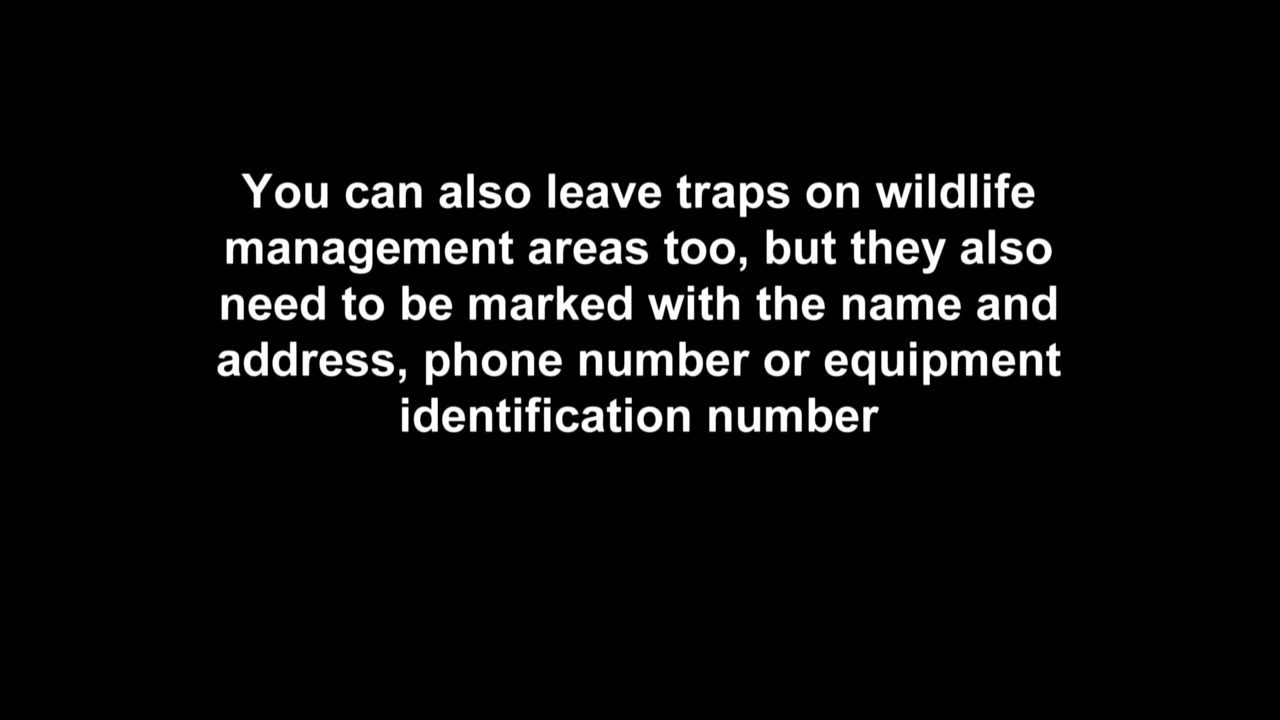 You can also leave traps on wildlife
management areas too, but they also
need to be marked with the name and
address, phone number or equipment
identification number